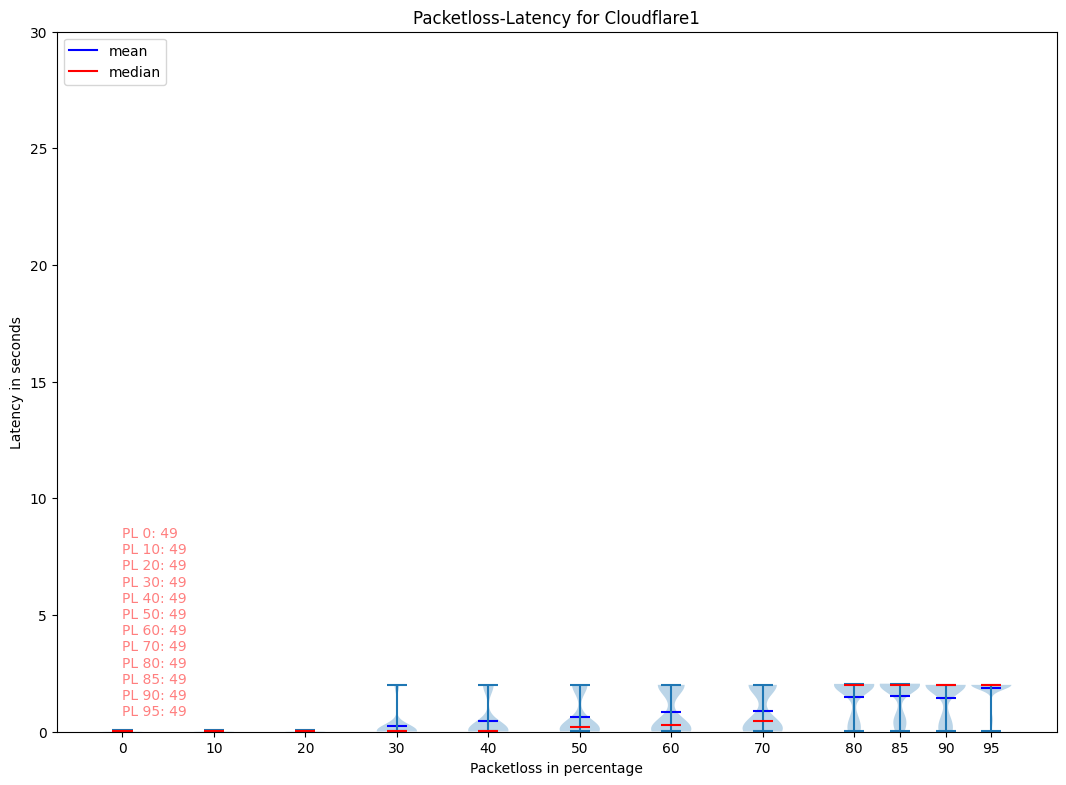 Packetloss-Latency for Cloudflare1
mean
median
30
25
20
15
10
5
0
Latency in seconds
PL 0: 49
PL 10: 49
PL 20: 49
PL 30: 49
PL 40: 49
PL 50: 49
PL 60: 49
PL 70: 49
PL 80: 49
PL 85: 49
PL 90: 49
PL 95: 49
0 10 20 30 40 50 60 70 80 85 90 95
Packetloss in percentage